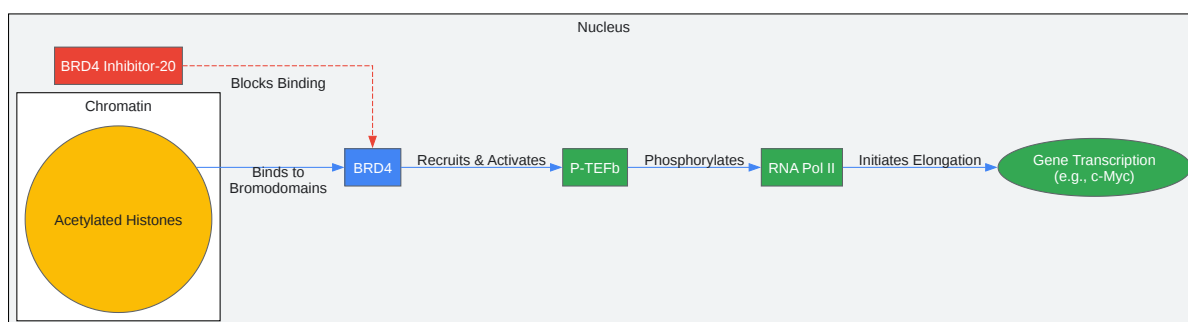 Nucleus
BRD4 Inhibitor-20
Blocks Binding
Chromatin
Acetylated Histones
Binds to
Bromodomains
BRD4
Recruits & Activates
P-TEFb
Phosphorylates
RNA Pol II
Initiates Elongation
Gene Transcription
(e.g., c-Myc)